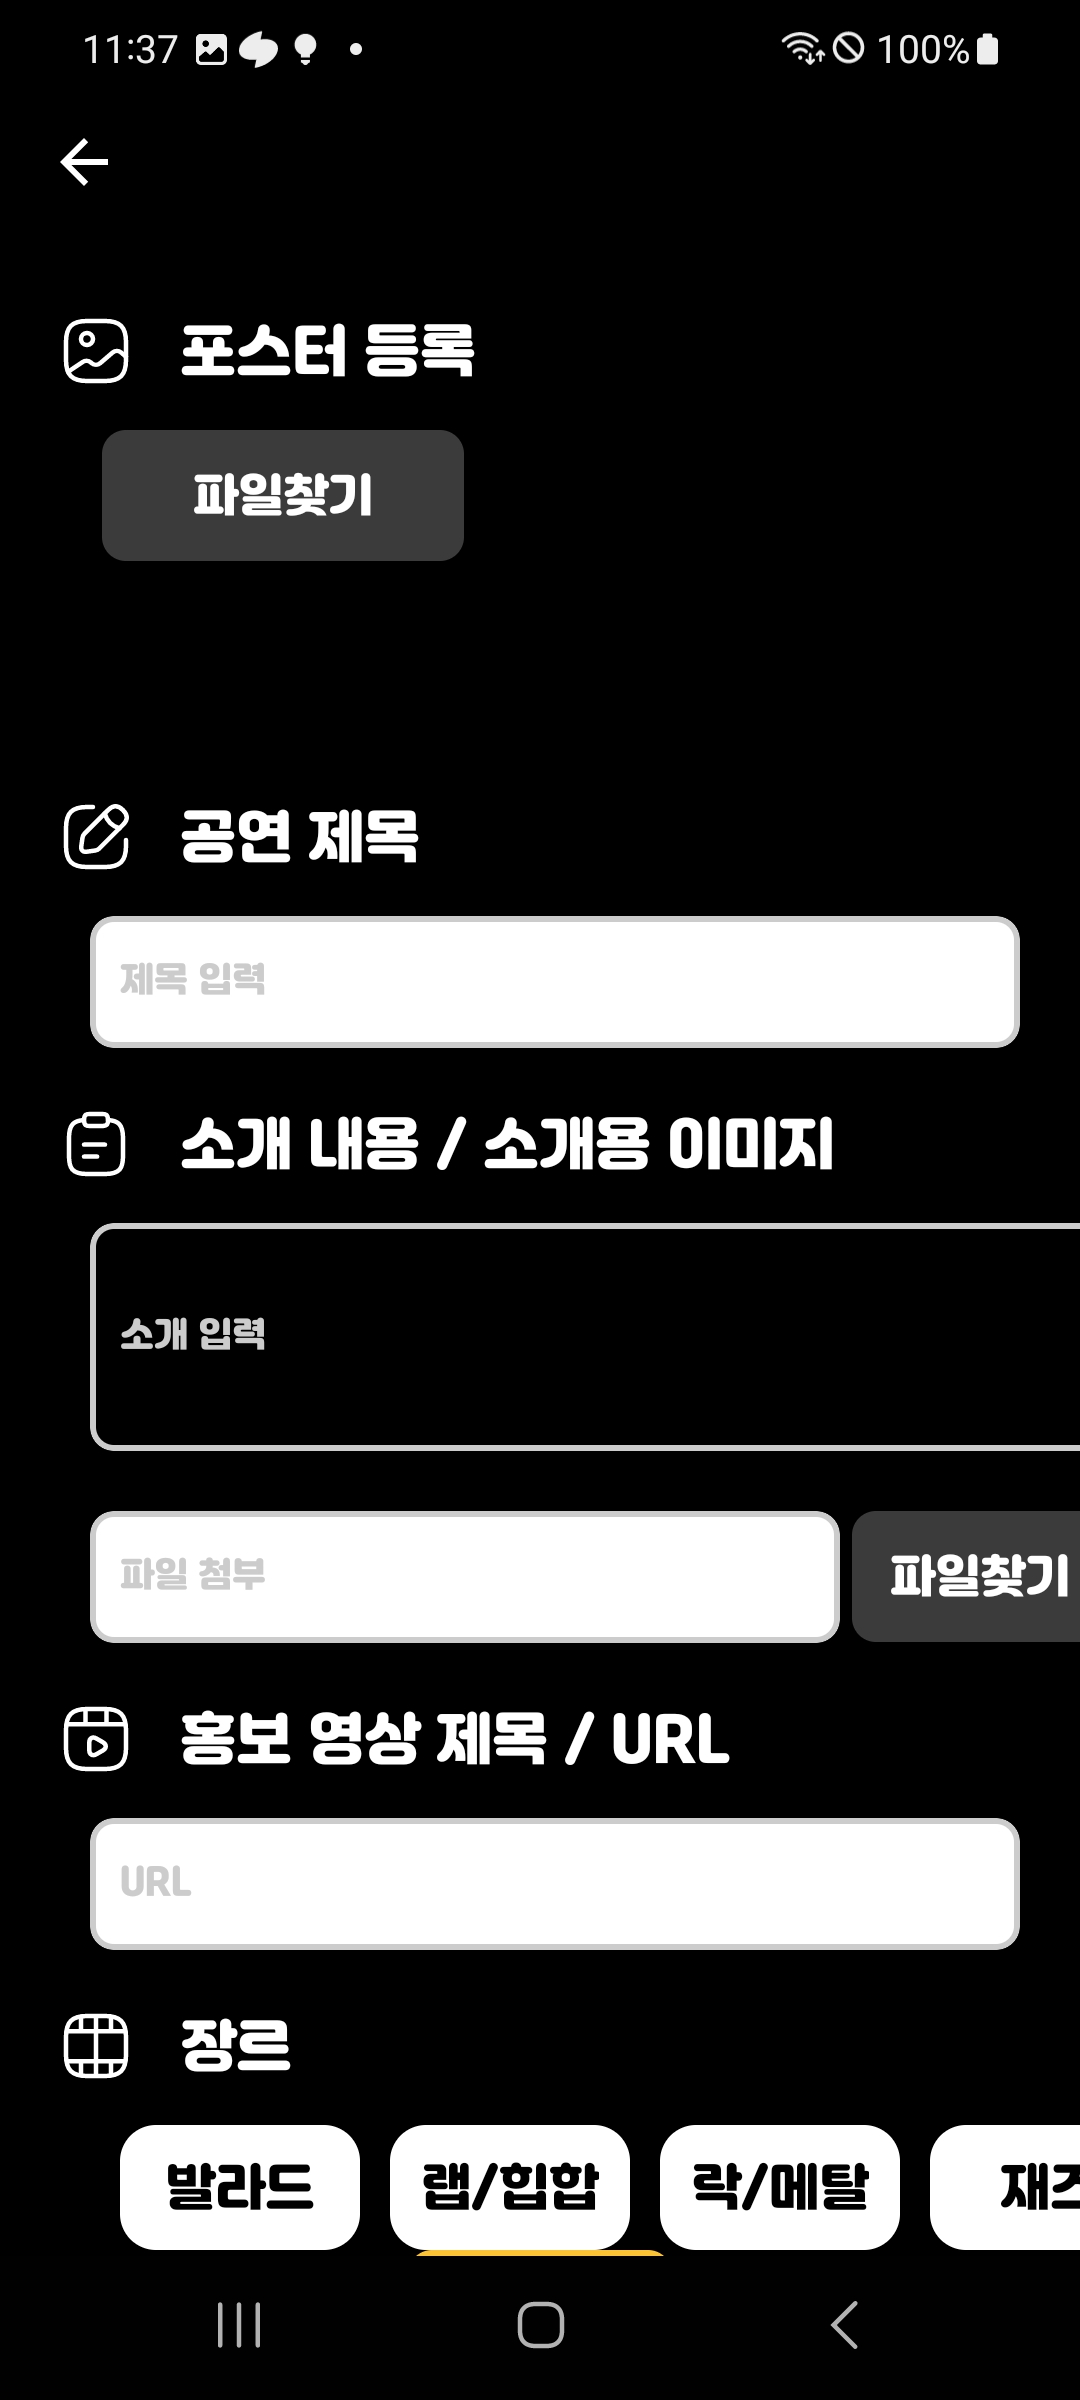 11:37 100%
포스터 등록
파일찾기
공연 제목
제목 입력
소개 내용 / 소개용 이미지
소개 입력
파일 첨부 파일찾기
홍보 영상 제목 / URL
URL
장르
발라드 랩/힙합 락/메탈